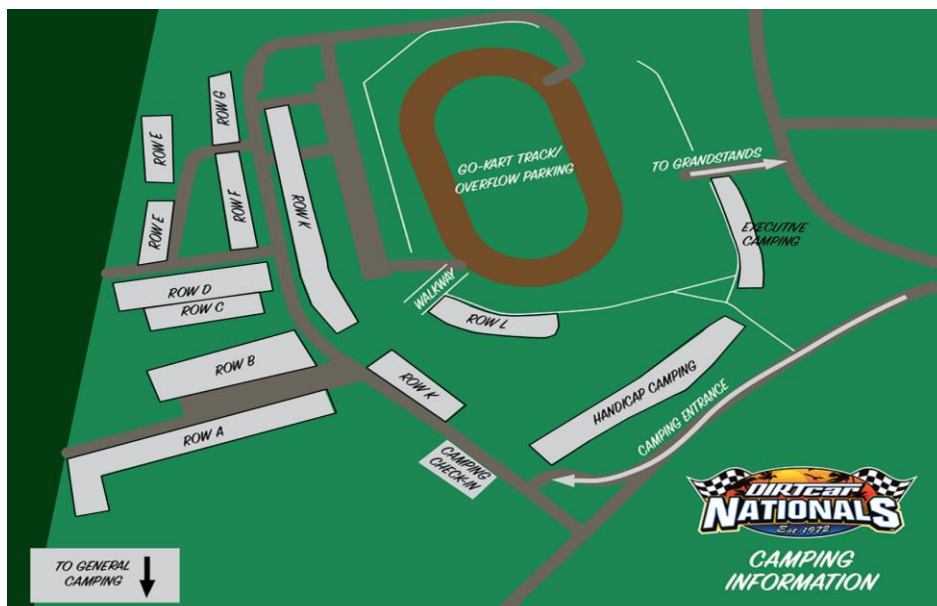 ROW G
ROW E
ROW F
ROW E
ROW K
GO-KART TRACK/
OVERFLOW PARKING
TO GRANDSTANDS
EXECUTIVE
CAMPING
WALKWAY
ROW D
ROW C
ROW L
ROW B
ROW K
HANDICAP CAMPING
CAMPING ENTRANCE
ROW A
CAMPING
CHECK-IN
DIRTcar
NATIONALS
Est. 1972
CAMPING
INFORMATION
TO GENERAL
CAMPING